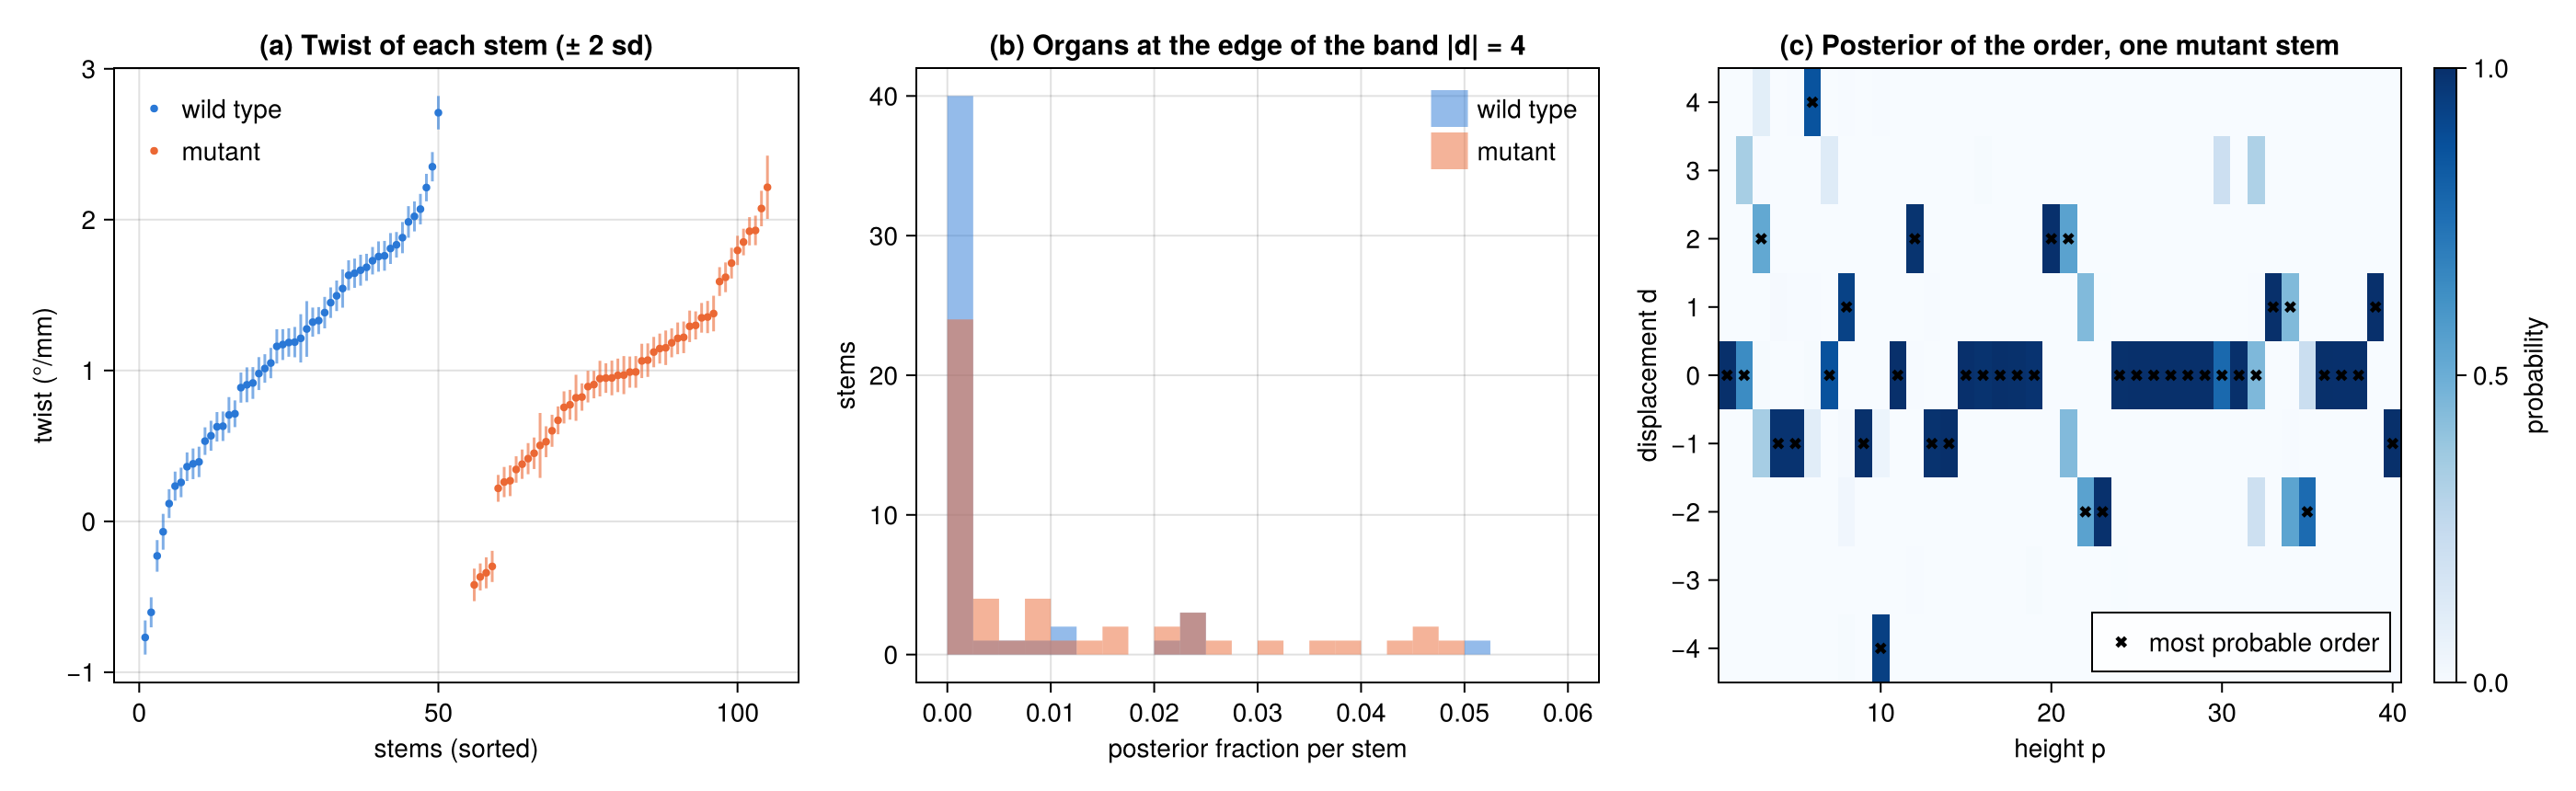 (a) Twist of each stem (± 2 sd)
3
2
1
0
−1
twist (°/mm)
wild type
mutant
0
50
100
stems (sorted)
(b) Organs at the edge of the band |d| = 4
40
30
20
10
0
stems
wild type
mutant
0.00
0.01
0.02
0.03
0.04
0.05
0.06
posterior fraction per stem
(c) Posterior of the order, one mutant stem
4
3
2
1
0
−1
−2
−3
−4
displacement d
most probable order
10
20
30
40
height p
1.0
0.5
0.0
probability